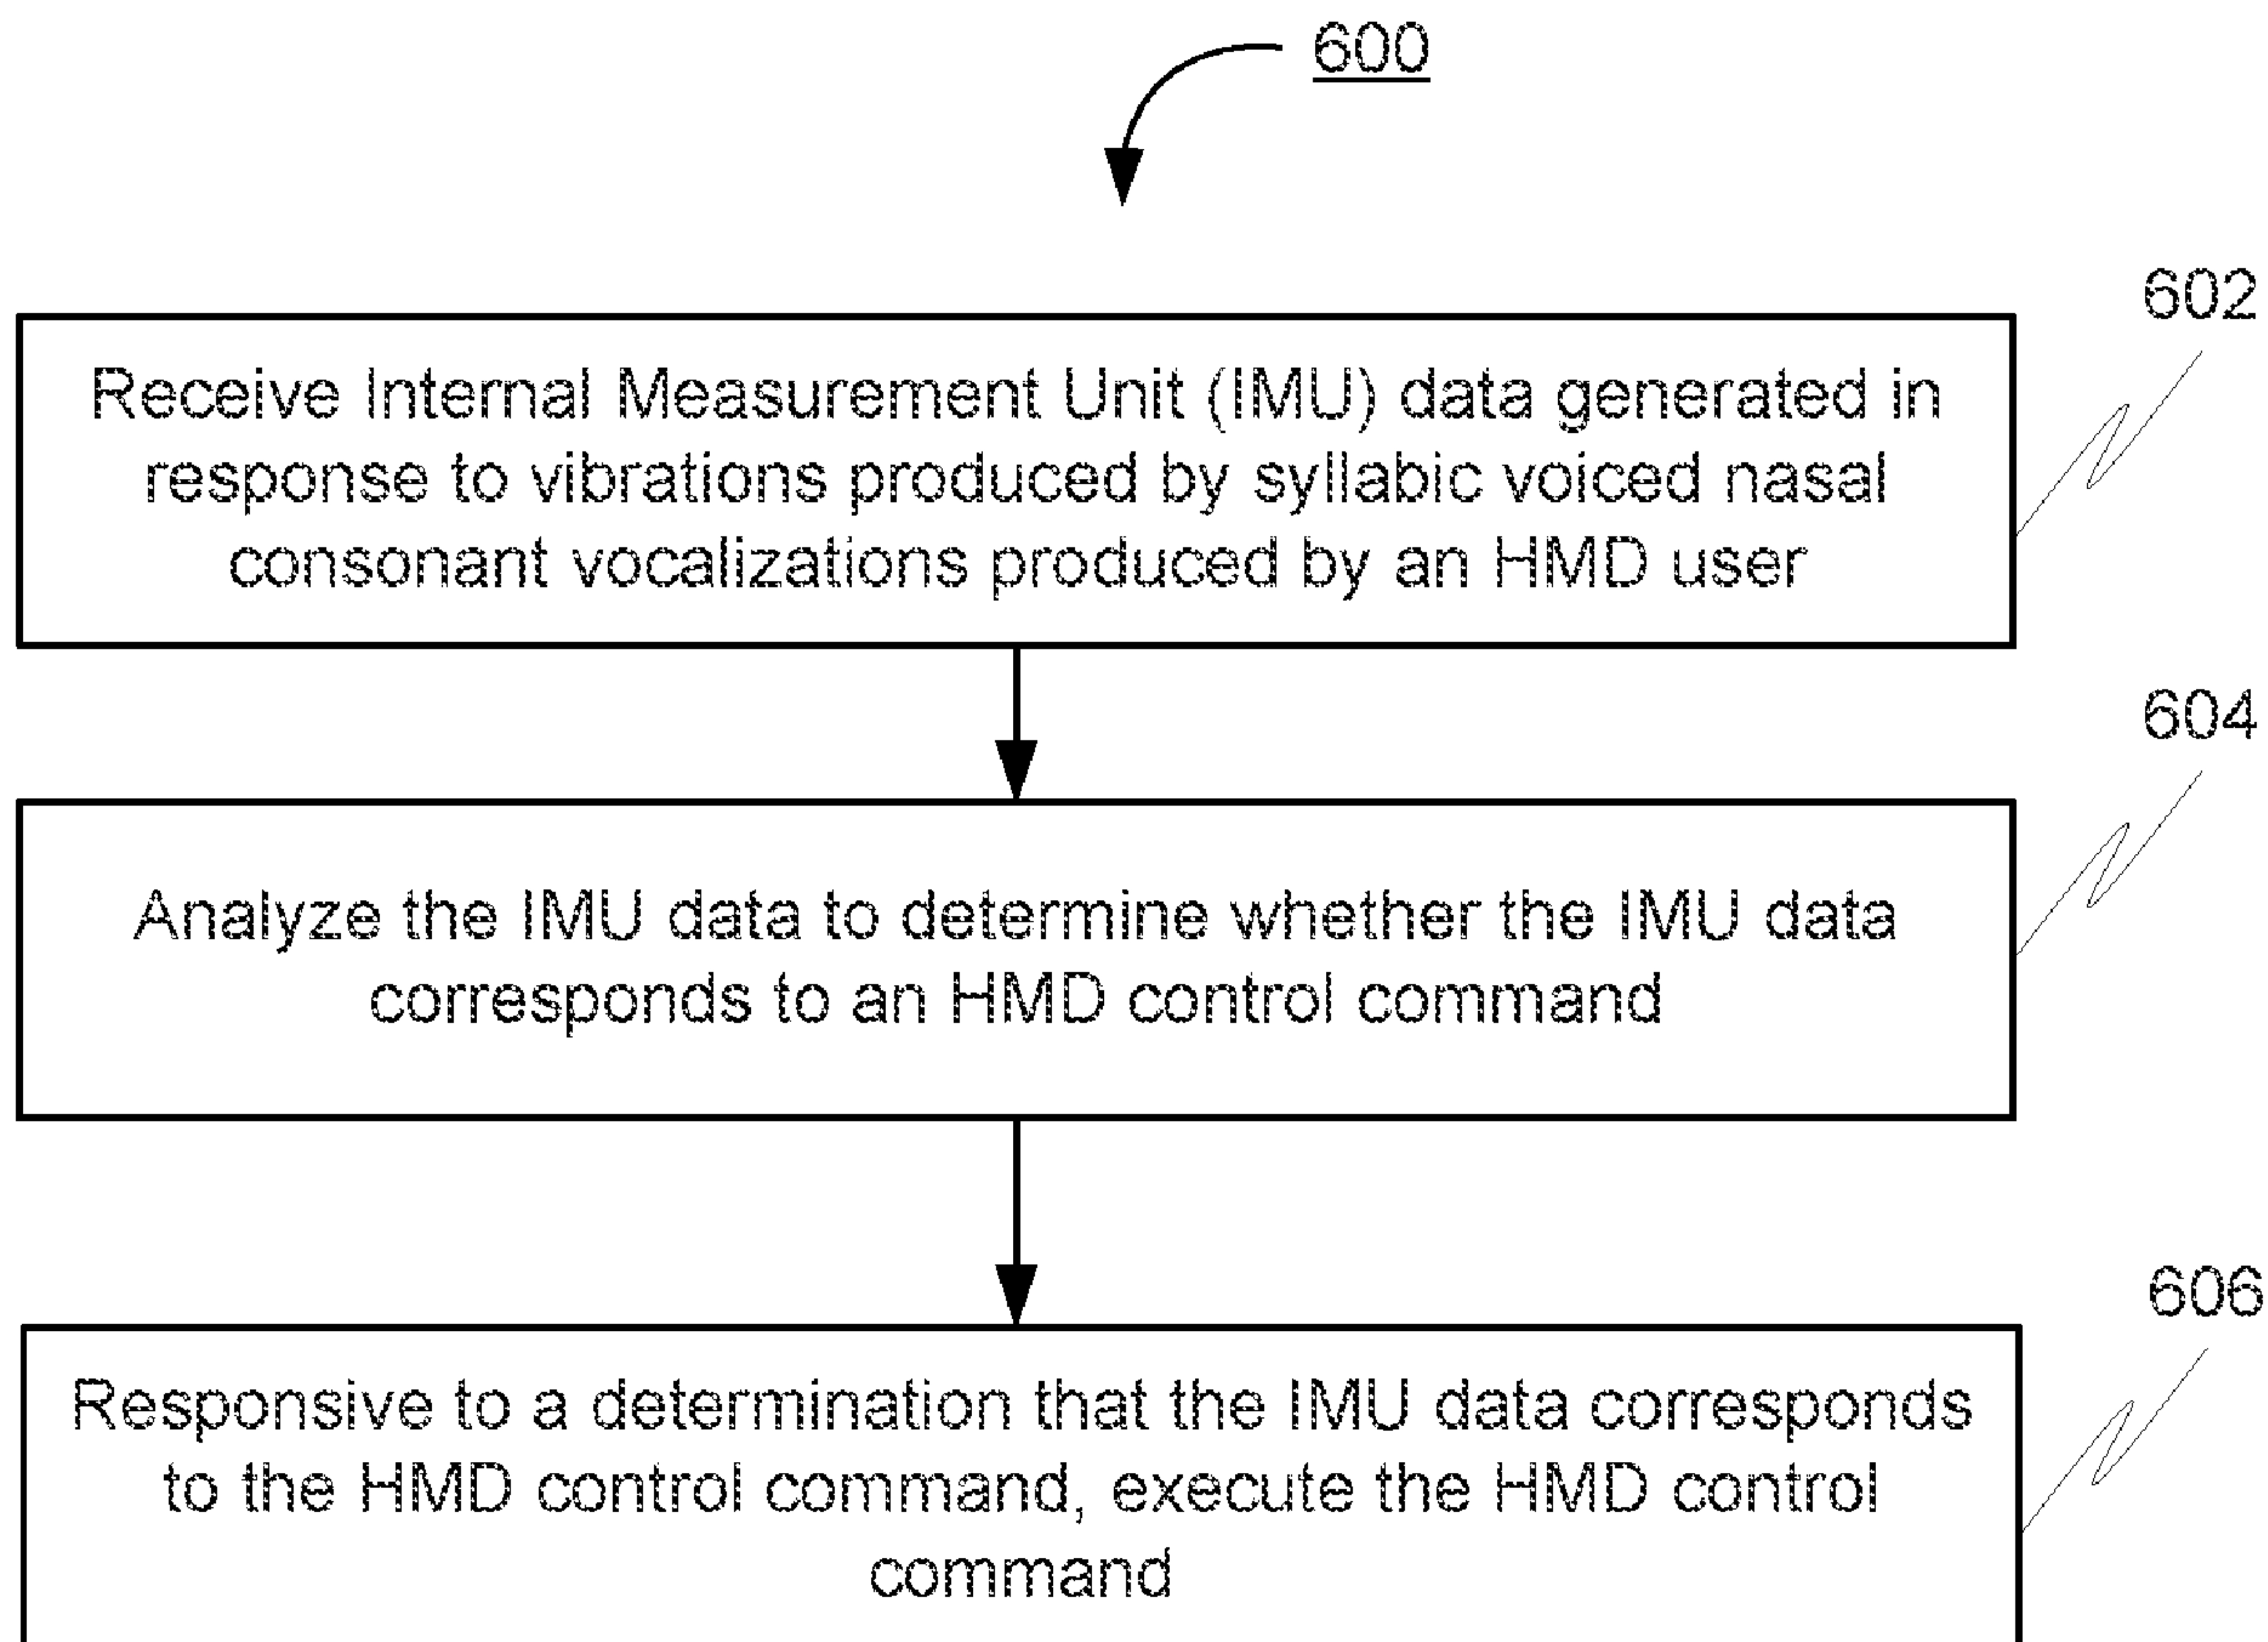 600
602
Receive Internal Measurement Unit (IMU) data generated in
response to vibrations produced by syllabic voiced nasal
consonant vocalizations produced by an HMD user
604
Analyze the IMU data to determine whether the IMU data
corresponds to an HMD control command
606
Responsive to a determination that the IMU data corresponds
to the HMD control command, execute the HMD control
command